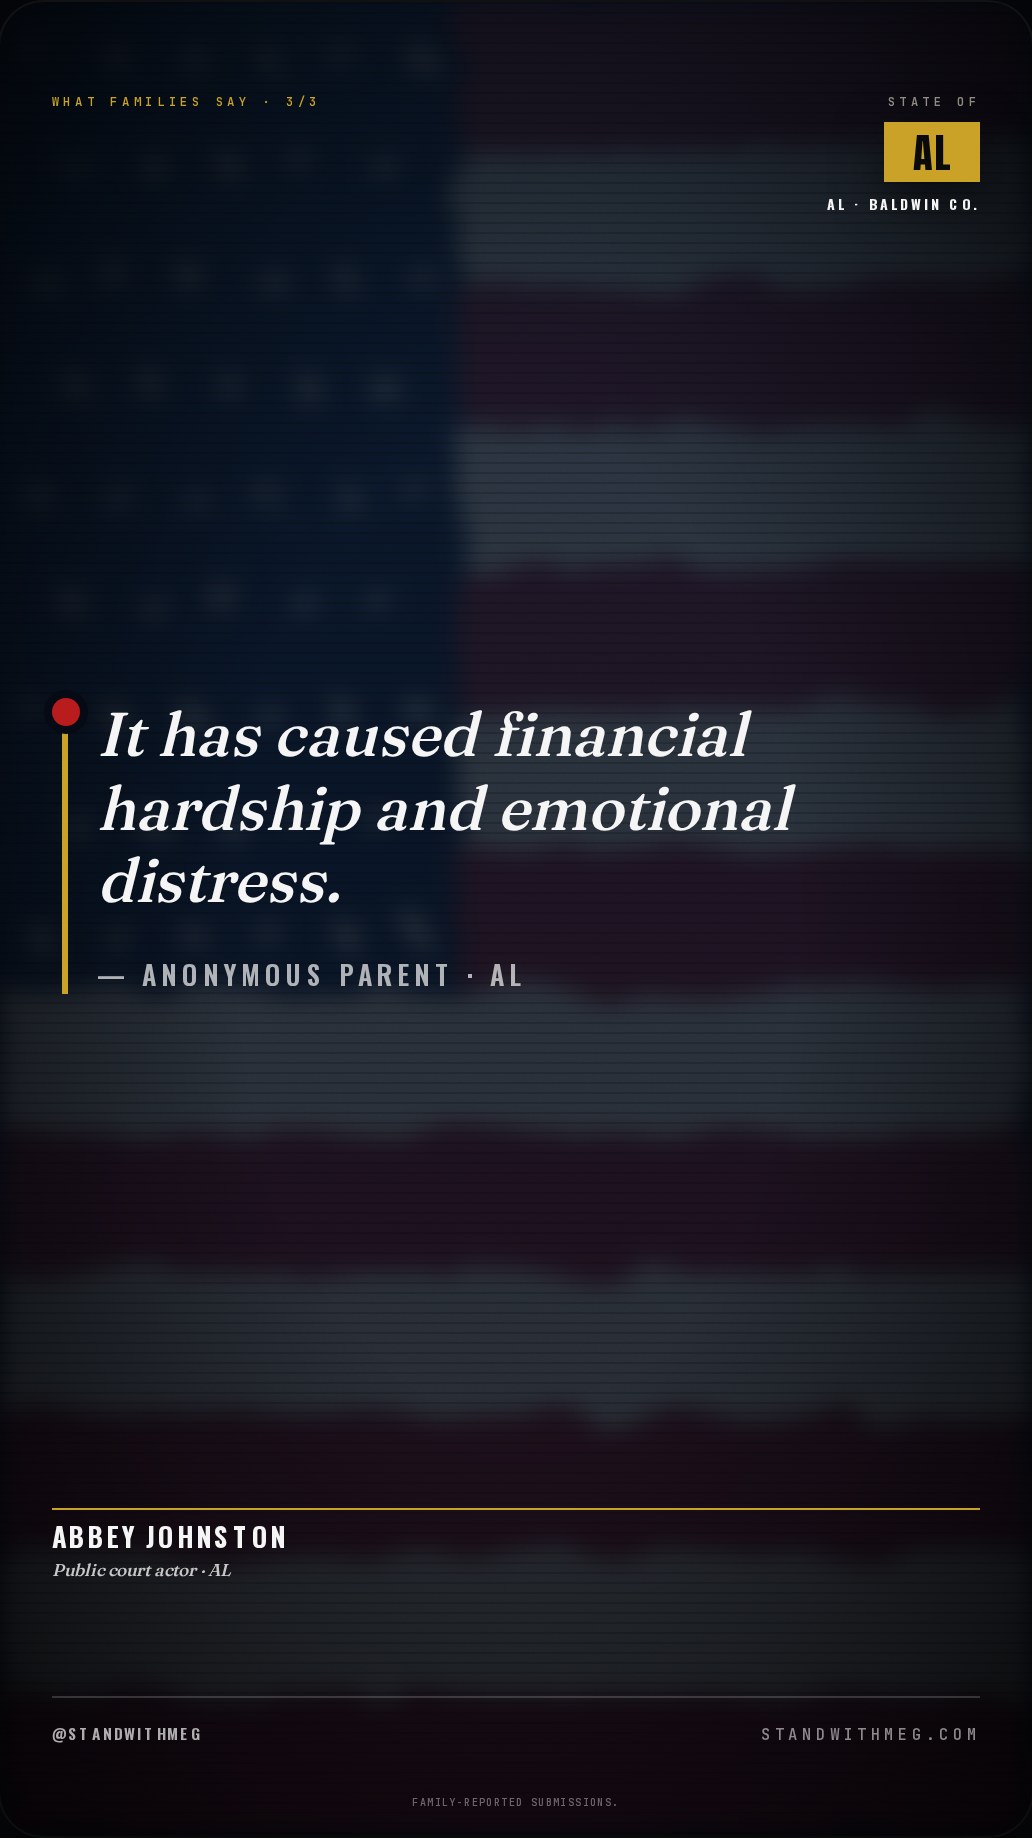 WHAT FAMILIES SAY · 3/3
STATE OF
AL
AL · BALDWIN CO.
It has caused financial
hardship and emotional
distress.
— ANONYMOUS PARENT · AL
ABBEY JOHNSTON
Public court actor · AL
@STANDWITHMEG
STANDWITHMEG.COM
FAMILY-REPORTED SUBMISSIONS.